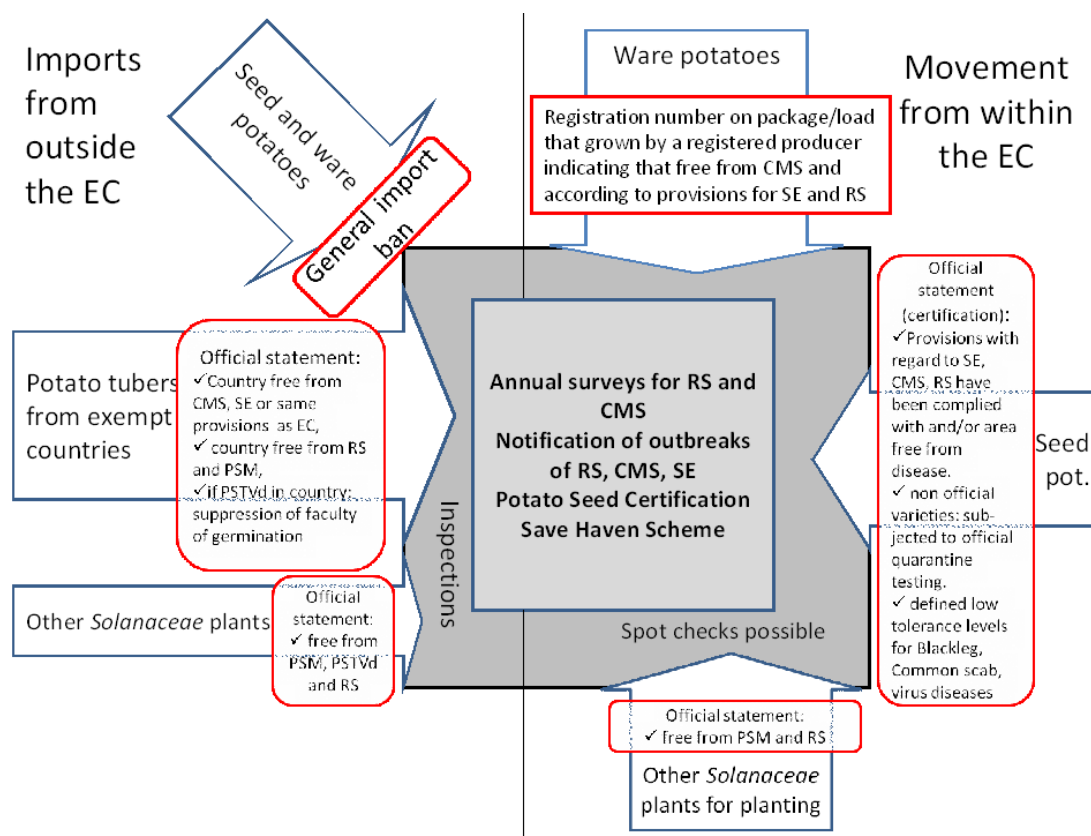 Imports
from
outside
the EC
Seed and ware
potatoes
General import
ban
Ware potatoes
Registration number on package/load
that grown by a registered producer
indicating that free from CMS and
according to provisions for SE and RS
Movement
from within
the EC
Potato tubers
from exempt
countries
Official statement:
✓Country free from
CMS, SE or same
provisions as EC,
✓ country free from RS
and PSM,
✓if PSTVd in country:
suppression of faculty
of germination
Other Solanaceae plants
Official
statement:
✓ free from
PSM, PSTVd
and RS
Inspections
Annual surveys for RS and
CMS
Notification of outbreaks
of RS, CMS, SE
Potato Seed Certification
Save Haven Scheme
Spot checks possible
Official
statement
(certification):
✓Provisions with
regard to SE,
CMS, RS have
been complied
with and/or area
free from
disease.
✓ non official
varieties: sub-
jected to official
quarantine
testing.
✓ defined low
tolerance levels
for Blackleg,
Common scab,
virus diseases
Seed
pot.
Official statement:
✓ free from PSM and RS
Other Solanaceae
plants for planting